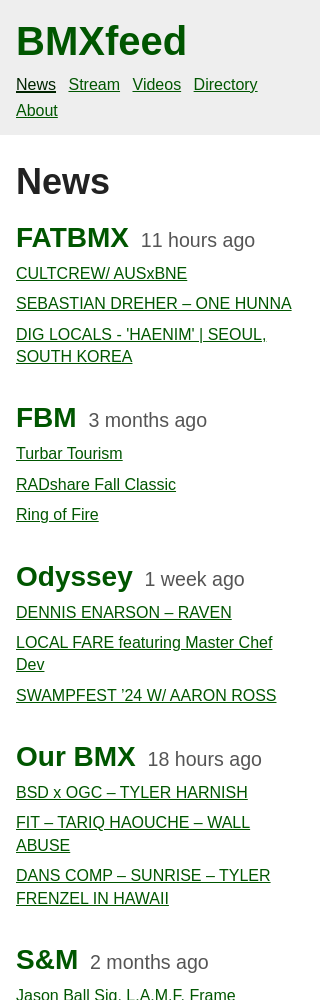 BMXfeed
News Stream Videos Directory
About
News
FATBMX 11 hours ago
CULTCREW/ AUSxBNE
SEBASTIAN DREHER – ONE HUNNA
DIG LOCALS - 'HAENIM' | SEOUL,
SOUTH KOREA
FBM 3 months ago
Turbar Tourism
RADshare Fall Classic
Ring of Fire
Odyssey 1 week ago
DENNIS ENARSON – RAVEN
LOCAL FARE featuring Master Chef
Dev
SWAMPFEST ’24 W/ AARON ROSS
Our BMX 18 hours ago
BSD x OGC – TYLER HARNISH
FIT – TARIQ HAOUCHE – WALL
ABUSE
DANS COMP – SUNRISE – TYLER
FRENZEL IN HAWAII
S&M 2 months ago
Jason Ball Sig. L.A.M.F. Frame